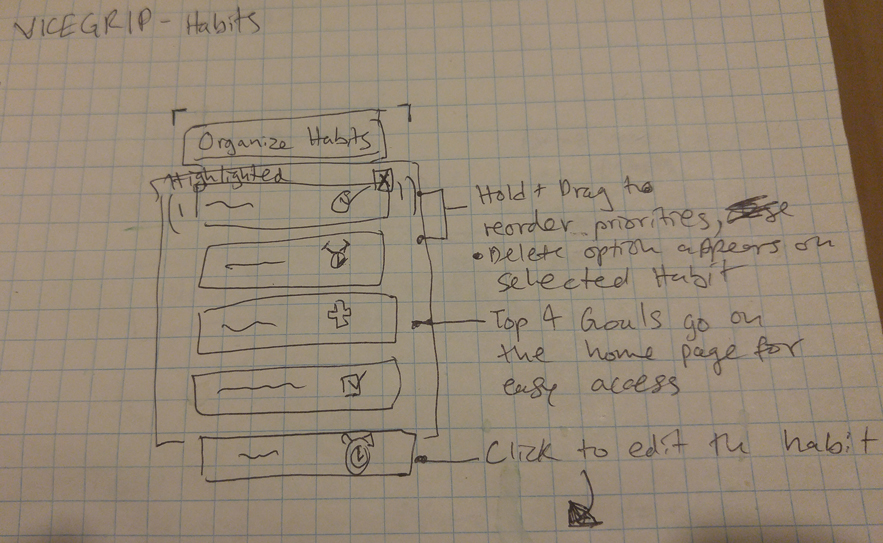 VICEGRIP - Habits
Organize Habits
Highlighted
Hold + Drag to
reorder priorities,
• Delete option appears on
selected Habit
Top 4 Goals go on
the home page for
easy access
Click to edit the habit